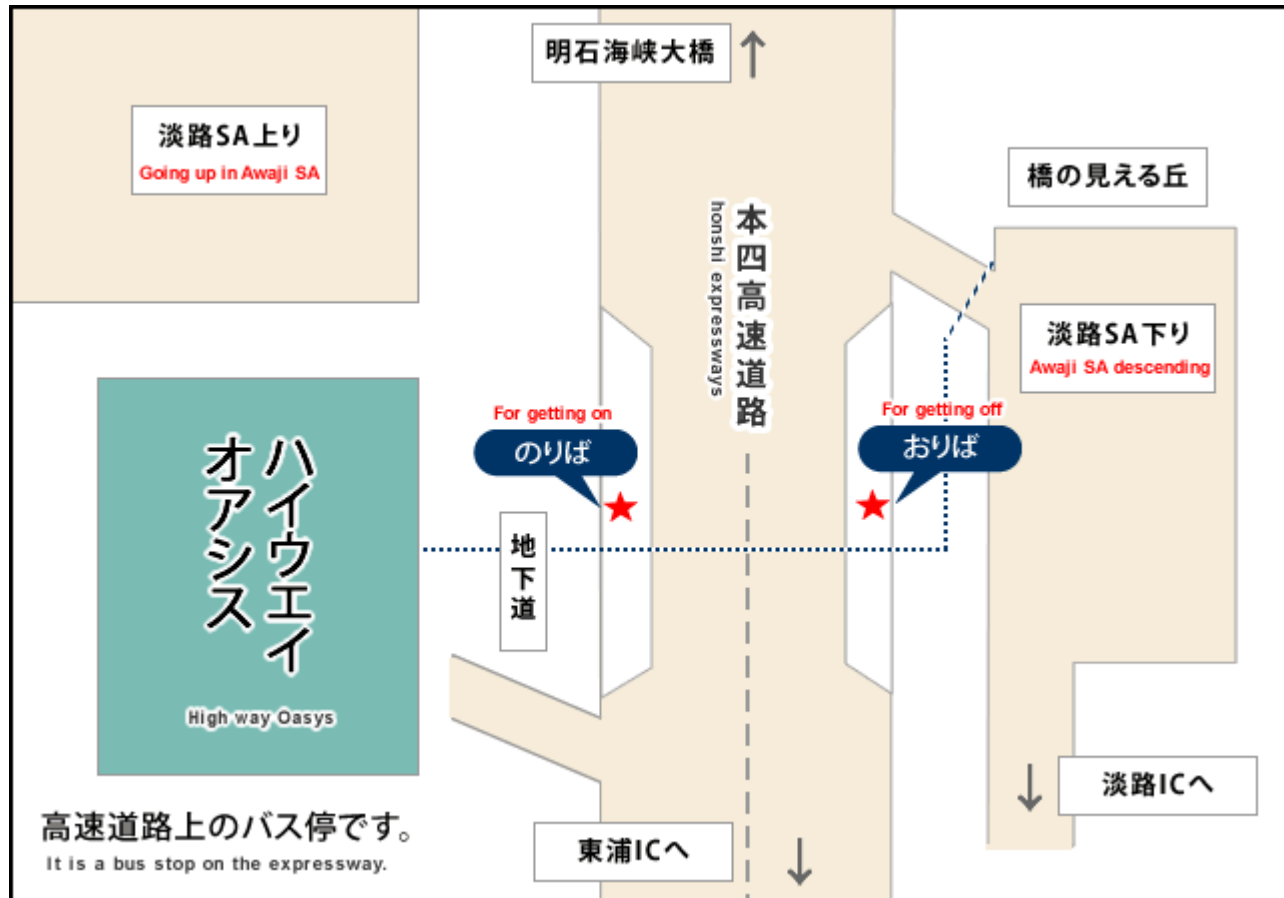 明石海峡大橋
淡路SA上り
Going up in Awaji SA
橋の見える丘
本四高速道路
honshi expressways
淡路SA下り
Awaji SA descending
For getting on
のりば
For getting off
おりば
ハイウエイ
オアシス
High way Oasys
地下道
淡路ICへ
東浦ICへ
高速道路上のバス停です。
It is a bus stop on the expressway.